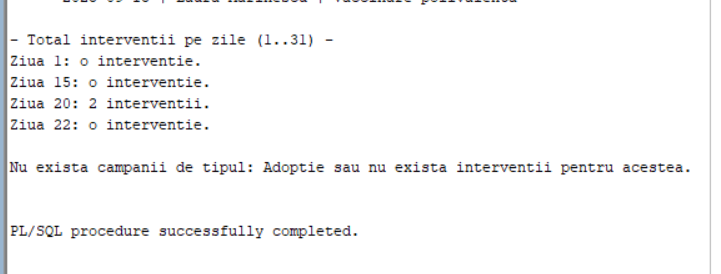 - Total interventii pe zile (1..31) -
Ziua 1: o interventie.
Ziua 15: o interventie.
Ziua 20: 2 interventii.
Ziua 22: o interventie.
Nu exista campanii de tipul: Adoptie sau nu exista interventii pentru acestea.
PL/SQL procedure successfully completed.